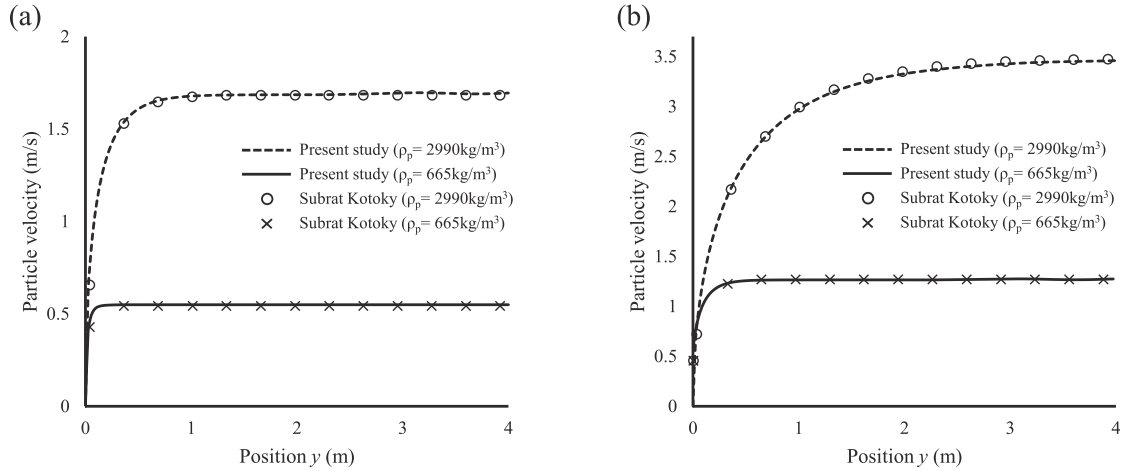 (a)
2
1.5
1
0.5
0
0
1
2
3
4
Particle velocity (m/s)
Position y (m)
Present study (ρp= 2990kg/m³)
Present study (ρp= 665kg/m³)
Subrat Kotoky (ρp= 2990kg/m³)
Subrat Kotoky (ρp= 665kg/m³)
(b)
3.5
3
2.5
2
1.5
1
0.5
0
0
1
2
3
4
Particle velocity (m/s)
Position y (m)
Present study (ρp= 2990kg/m³)
Present study (ρp= 665kg/m³)
Subrat Kotoky (ρp= 2990kg/m³)
Subrat Kotoky (ρp= 665kg/m³)